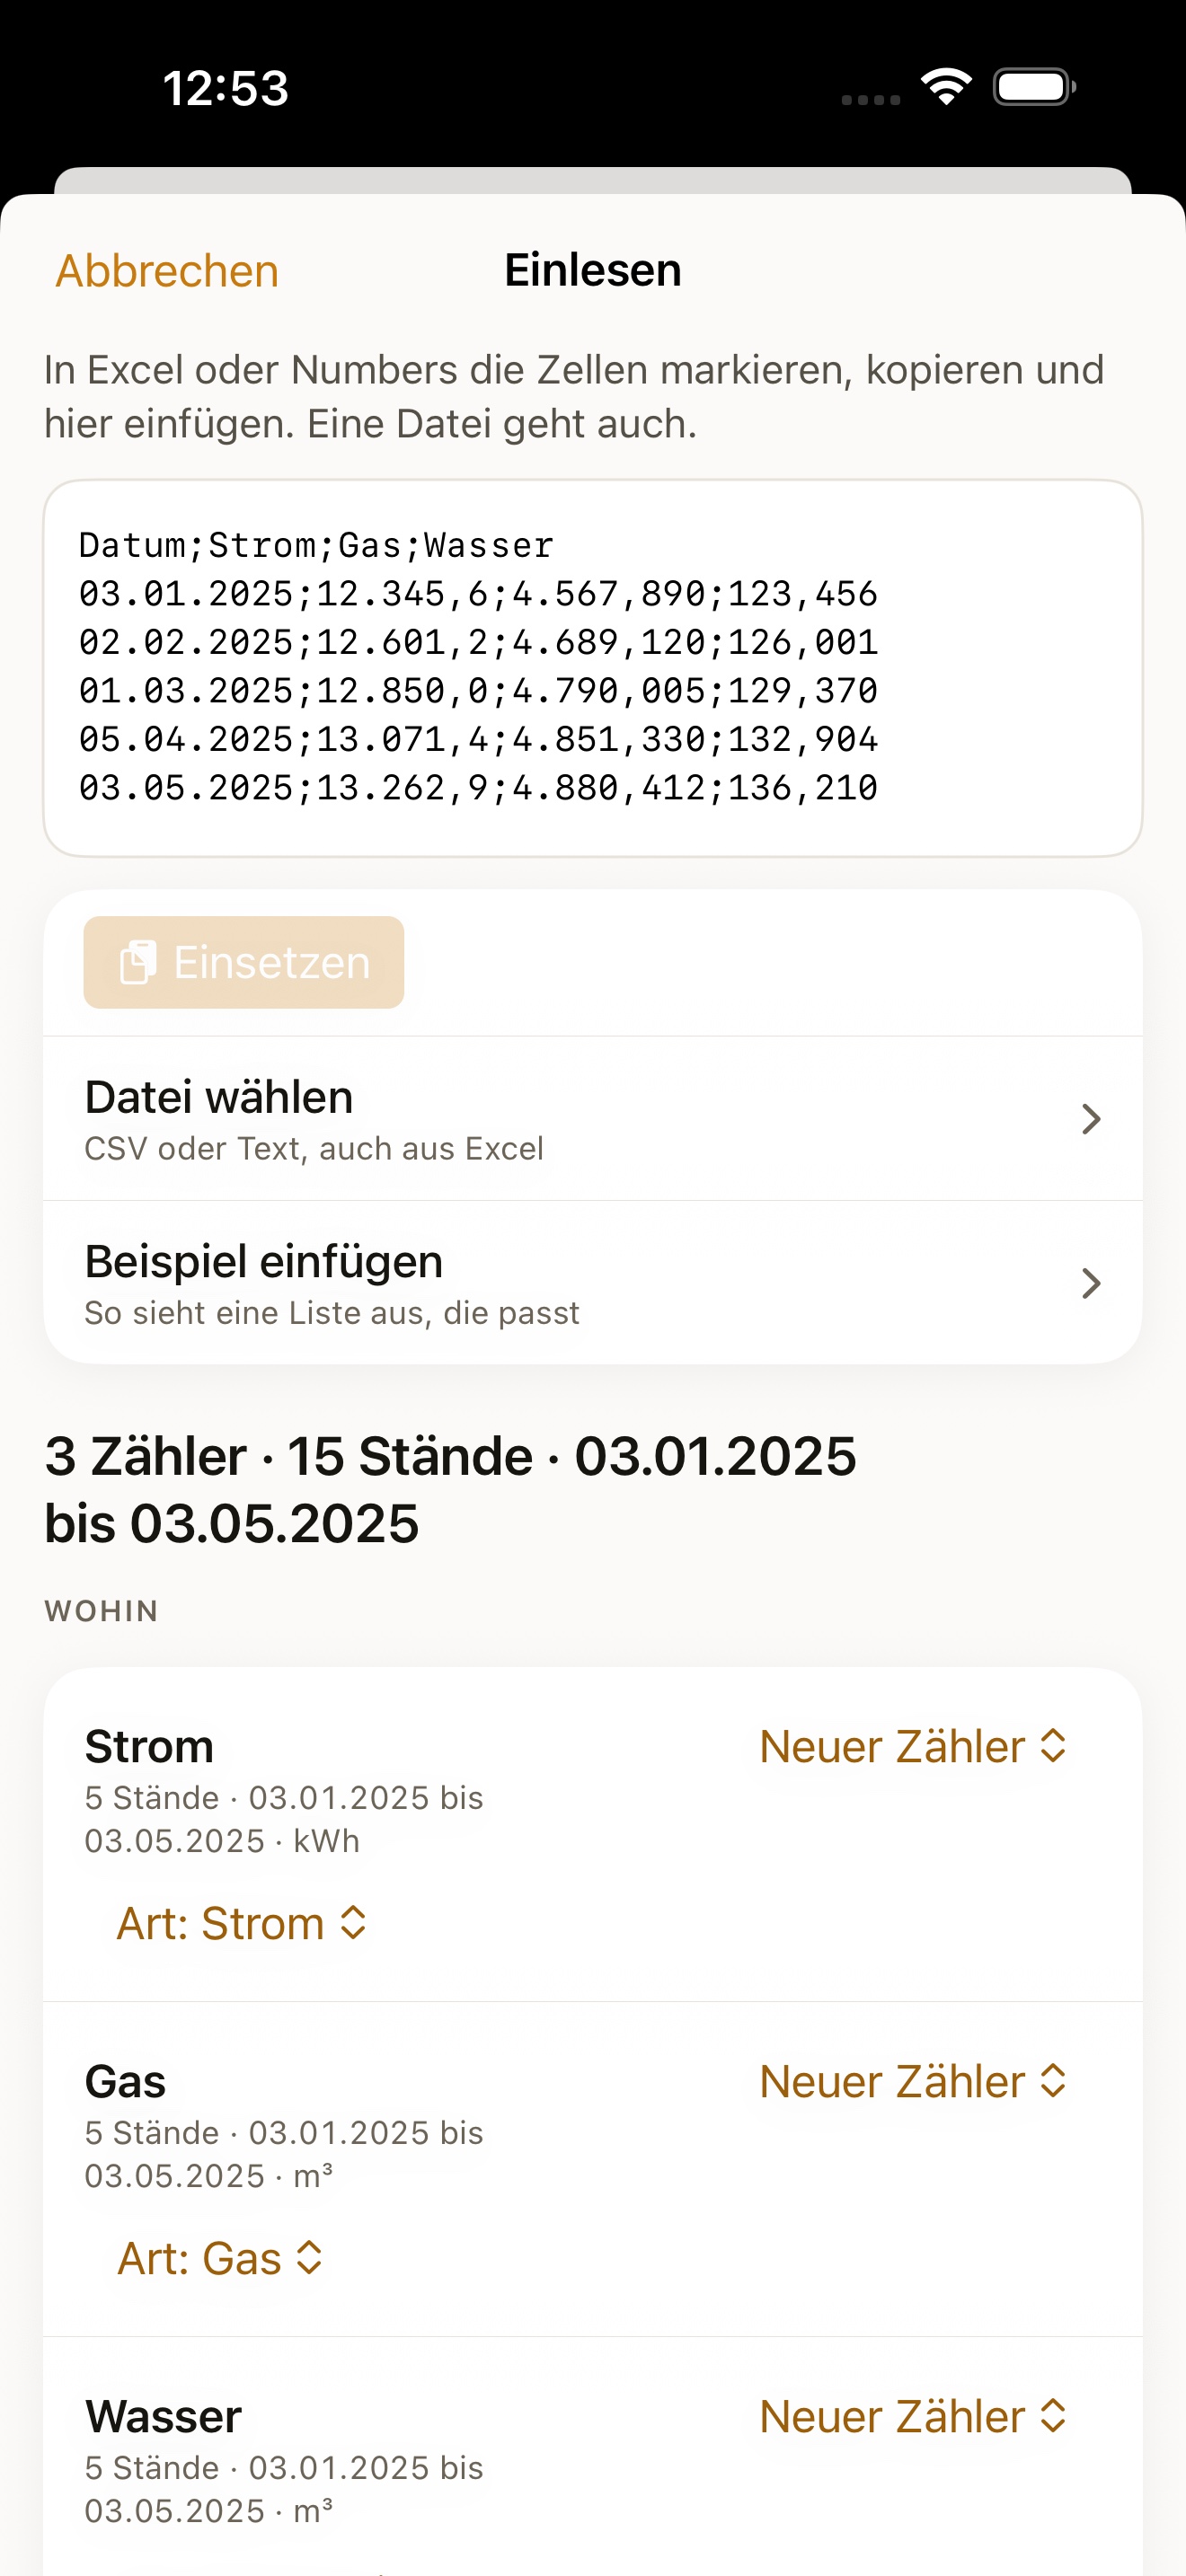 12:53
Abbrechen
Einlesen
In Excel oder Numbers die Zellen markieren, kopieren und
hier einfügen. Eine Datei geht auch.
Datum;Strom;Gas;Wasser
03.01.2025;12.345,6;4.567,890;123,456
02.02.2025;12.601,2;4.689,120;126,001
01.03.2025;12.850,0;4.790,005;129,370
05.04.2025;13.071,4;4.851,330;132,904
03.05.2025;13.262,9;4.880,412;136,210
Einsetzen
Datei wählen
CSV oder Text, auch aus Excel
Beispiel einfügen
So sieht eine Liste aus, die passt
3 Zähler · 15 Stände · 03.01.2025
bis 03.05.2025
WOHIN
Strom
Neuer Zähler
5 Stände · 03.01.2025 bis
03.05.2025 · kWh
Art: Strom
Gas
Neuer Zähler
5 Stände · 03.01.2025 bis
03.05.2025 · m³
Art: Gas
Wasser
Neuer Zähler
5 Stände · 03.01.2025 bis
03.05.2025 · m³